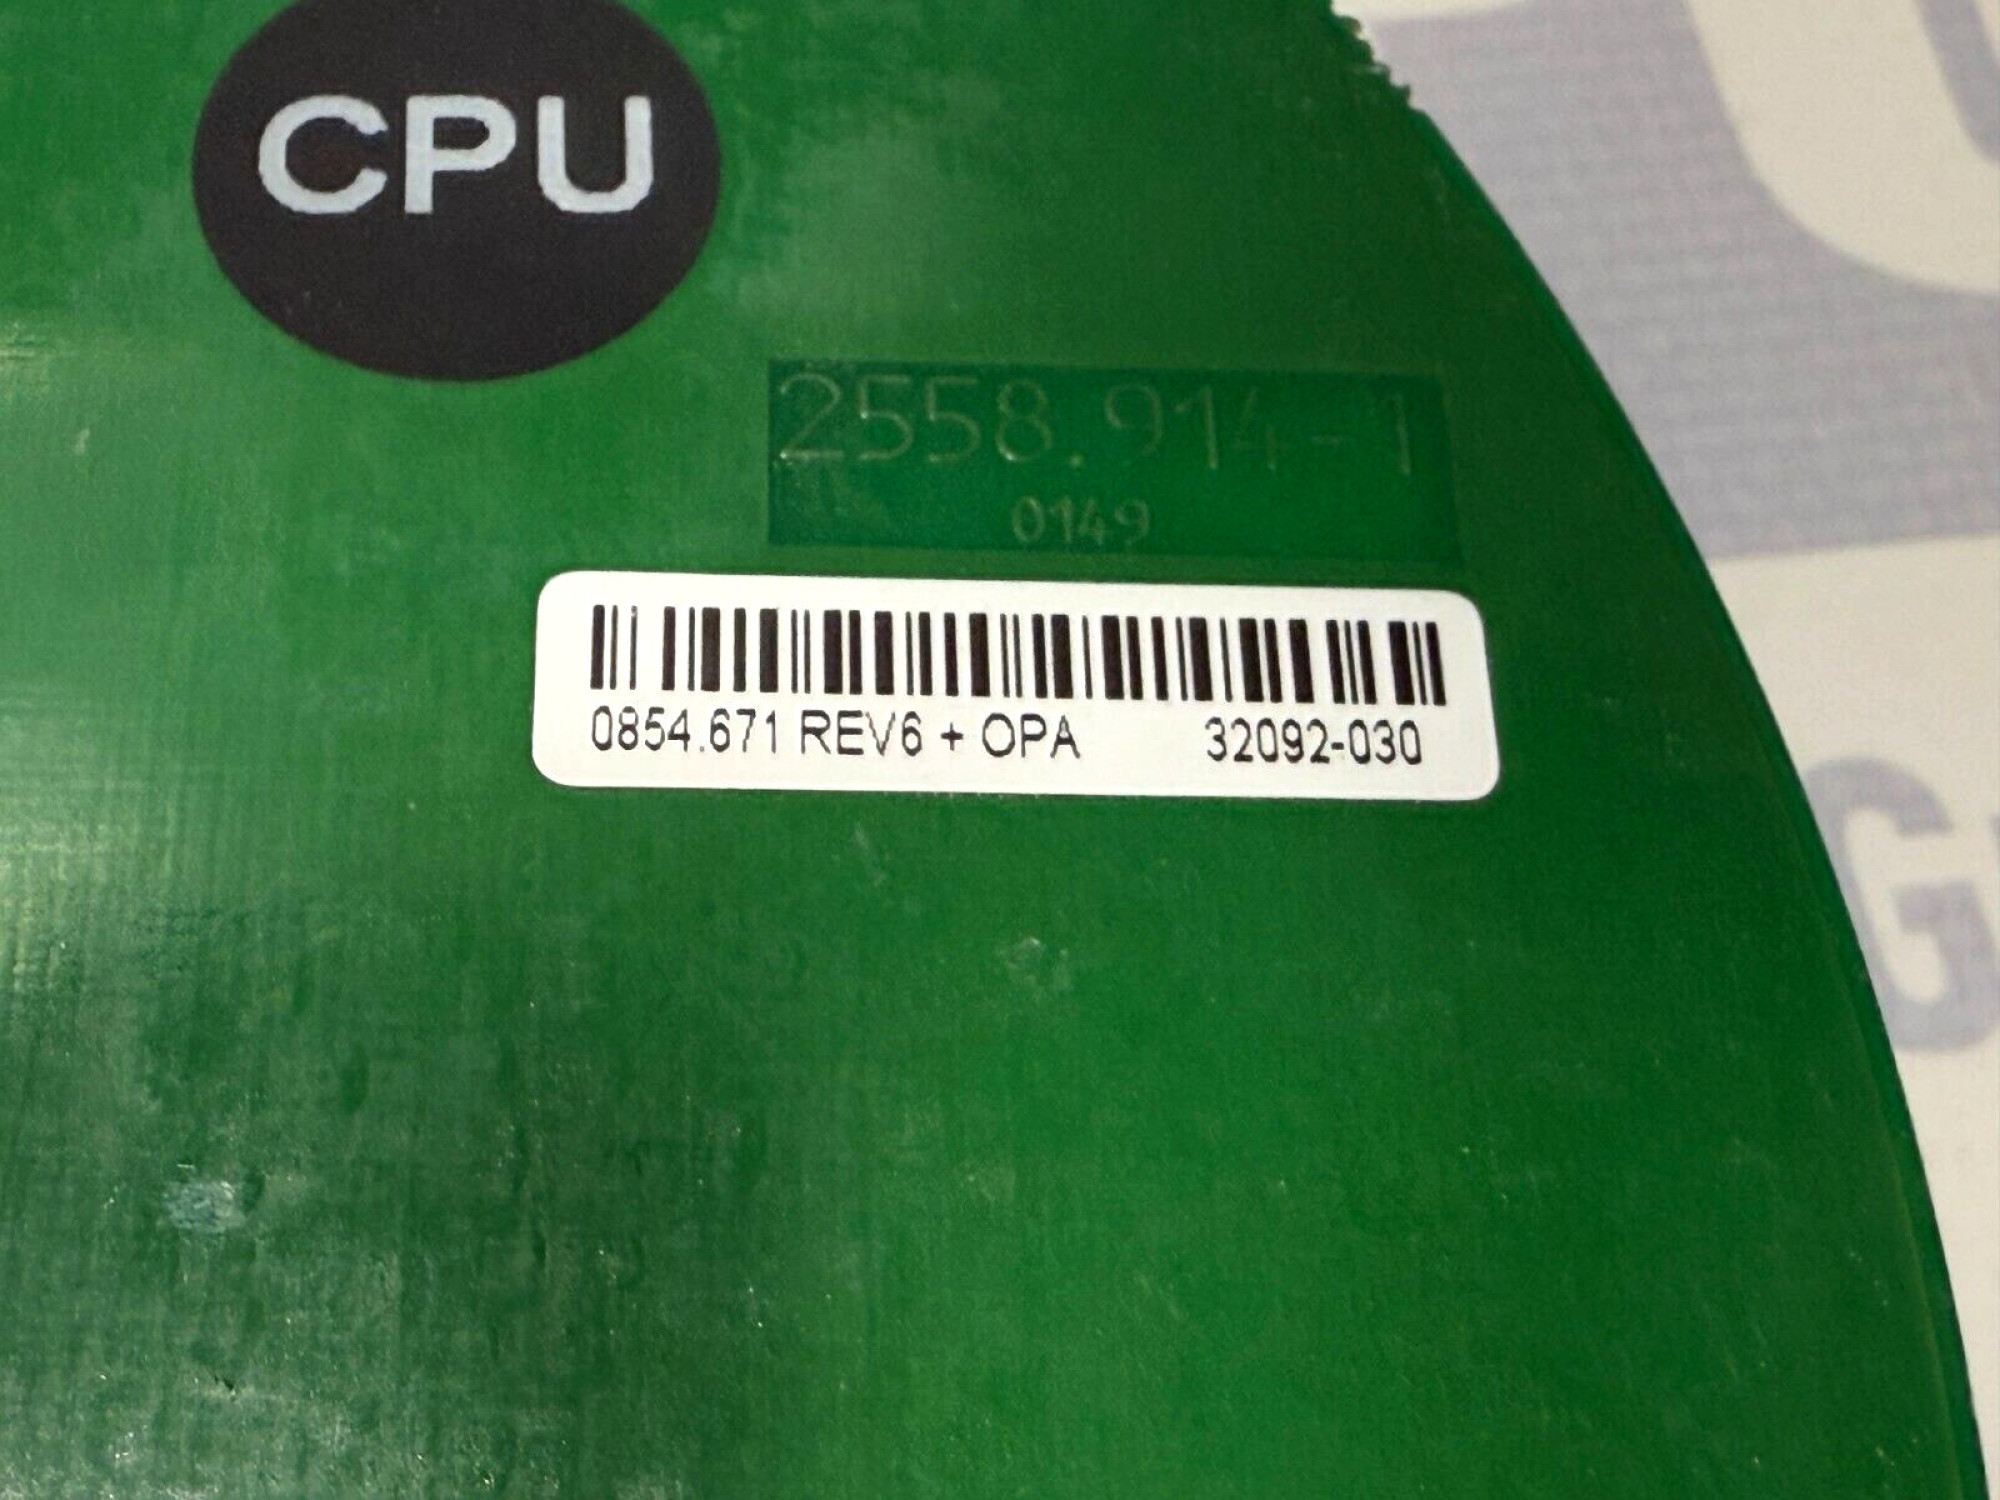 CPU
2558.914-1
0149
0854.671 REV6 + OPA 32092-030
G